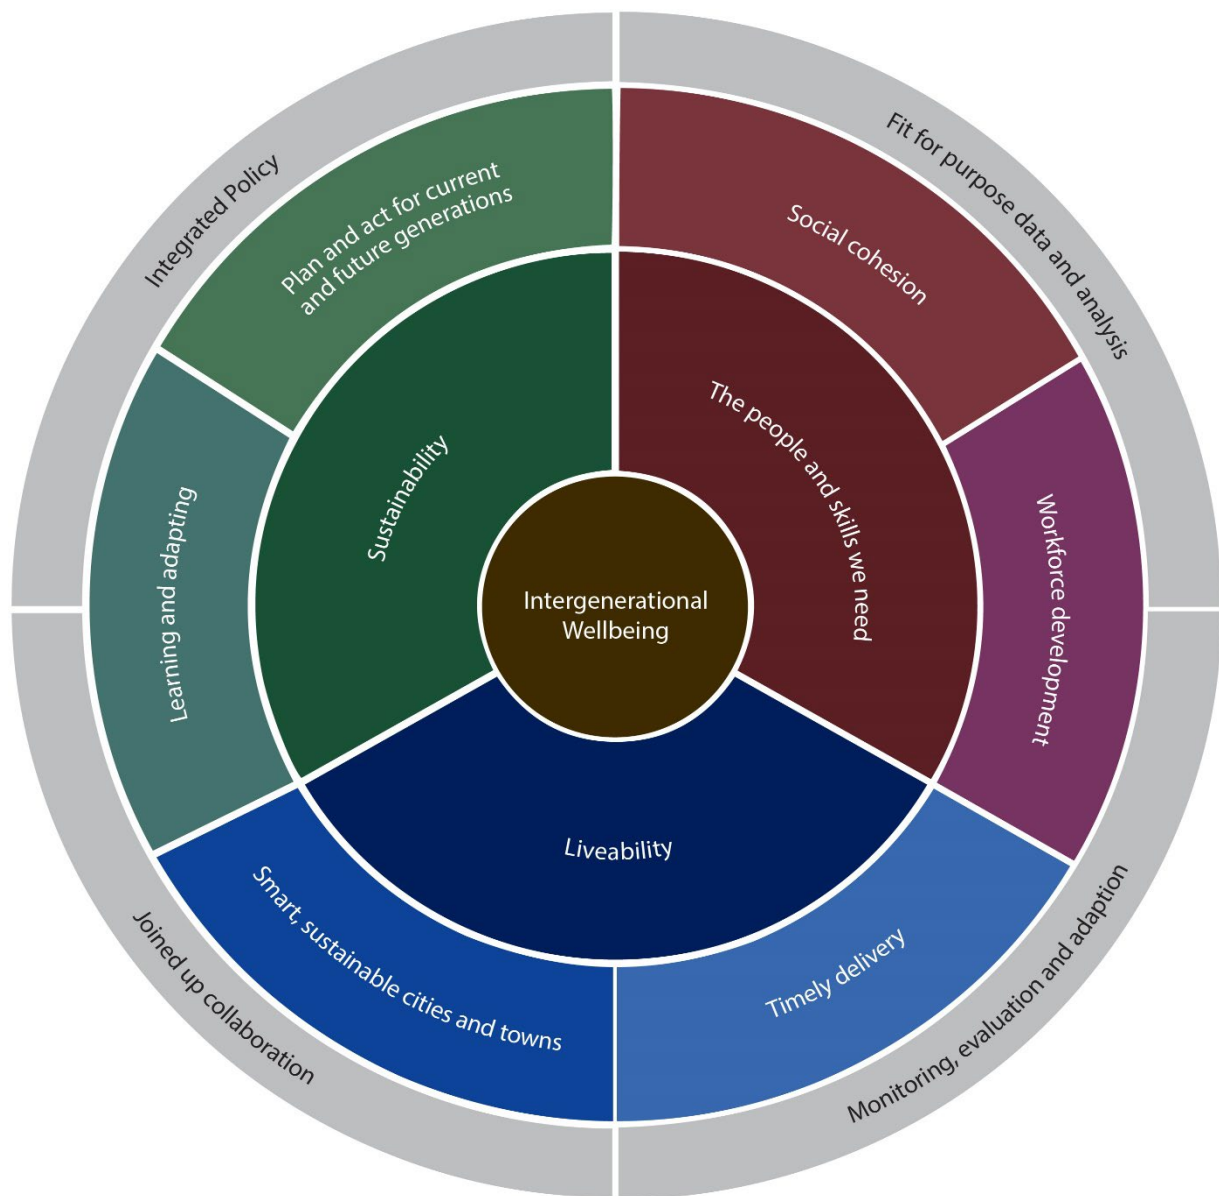 Integrated Policy
Fit for purpose data and analysis
Plan and act for current
and future generations
Social cohesion
Sustainability
The people and skills we need
Learning and adapting
Workforce development
Intergenerational
Wellbeing
Liveability
Smart, sustainable cities and towns
Timely delivery
Joined up collaboration
Monitoring, evaluation and adaption